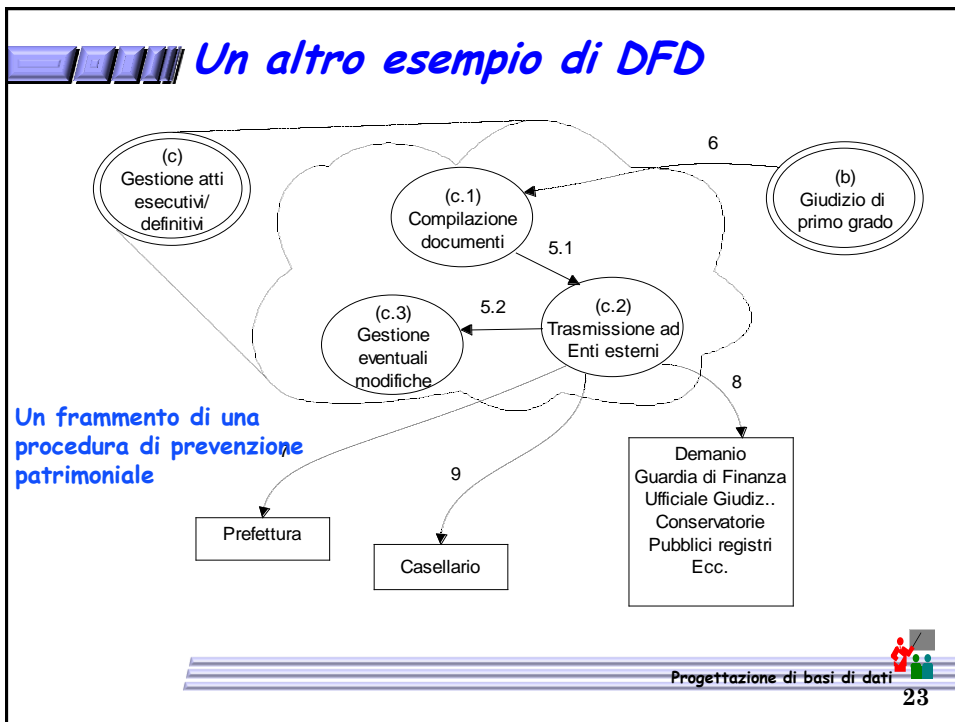 Un altro esempio di DFD
(c)
Gestione atti
esecutivi/
definitivi
(c.1)
Compilazione
documenti
6
(b)
Giudizio di
primo grado
5.1
(c.2)
Trasmissione ad
Enti esterni
5.2
(c.3)
Gestione
eventuali
modifiche
Un frammento di una
procedura di prevenzione
patrimoniale
8
9
Prefettura
Casellario
Demanio
Guardia di Finanza
Ufficiale Giudiz..
Conservatorie
Pubblici registri
Ecc.
Progettazione di basi di dati
23